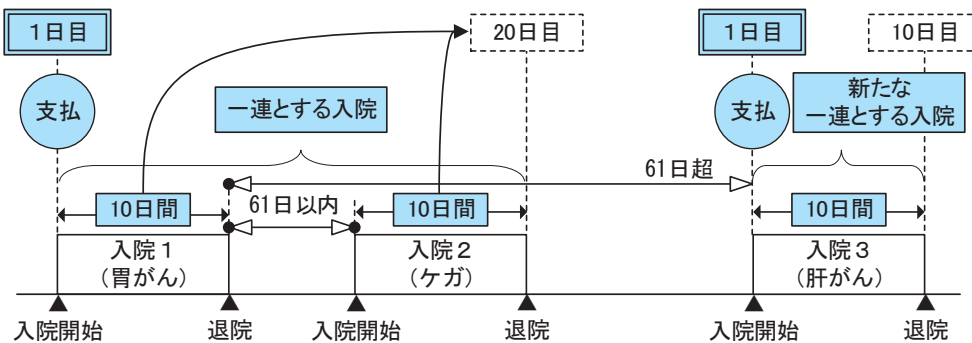 1日目
20日目
1日目
10日目
支払
一連とする入院
支払
新たな
一連とする入院
61日超
10日間
61日以内
10日間
10日間
入院1
(胃がん)
入院2
(ケガ)
入院3
(肝がん)
入院開始
退院
入院開始
退院
入院開始
退院